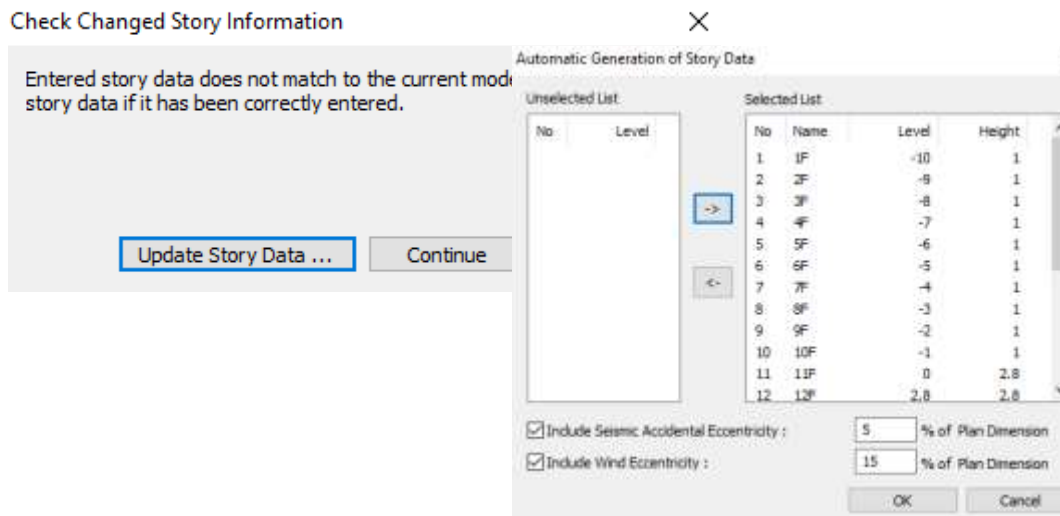 Check Changed Story Information
Entered story data does not match to the current mode
story data if it has been correctly entered.
Update Story Data ...
Continue
Automatic Generation of Story Data
Unselected List
No Level
Selected List
No Name Level Height
1 1F -10 1
2 2F -9 1
3 3F -8 1
4 4F -7 1
5 5F -6 1
6 6F -5 1
7 7F -4 1
8 8F -3 1
9 9F -2 1
10 10F -1 1
11 11F 0 2.8
12 12F 2.8 2.8
->
<-
Include Seismic Accidental Eccentricity : 5 % of Plan Dimension
Include Wind Eccentricity : 15 % of Plan Dimension
OK Cancel